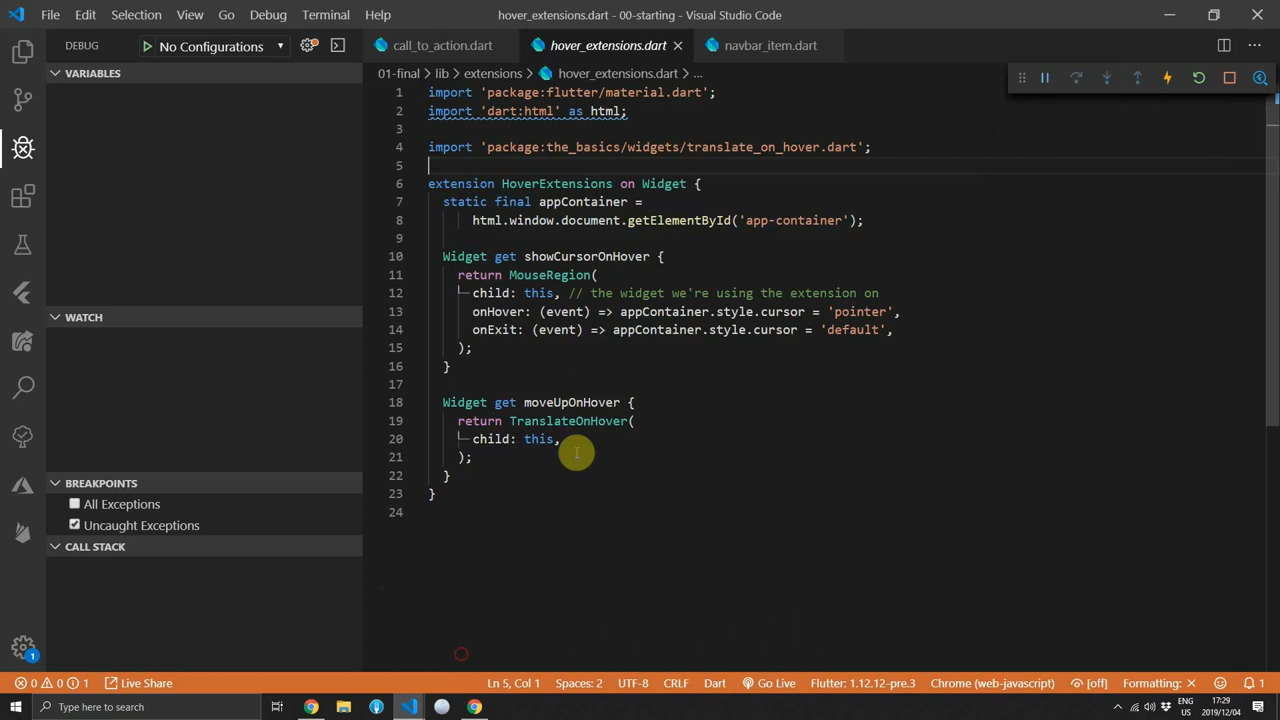 File Edit Selection View Go Debug Terminal Help
hover_extensions.dart - 00-starting - Visual Studio Code
DEBUG No Configurations
call_to_action.dart hover_extensions.dart navbar_item.dart
VARIABLES
WATCH
BREAKPOINTS
All Exceptions
Uncaught Exceptions
CALL STACK
01-final > lib > extensions > hover_extensions.dart > ...
1 import 'package:flutter/material.dart';
2 import 'dart:html' as html;
3
4 import 'package:the_basics/widgets/translate_on_hover.dart';
5
6 extension HoverExtensions on Widget {
7 static final appContainer =
8 html.window.document.getElementById('app-container');
9
10 Widget get showCursorOnHover {
11 return MouseRegion(
12 child: this, // the widget we're using the extension on
13 onHover: (event) => appContainer.style.cursor = 'pointer',
14 onExit: (event) => appContainer.style.cursor = 'default',
15 );
16 }
17
18 Widget get moveUpOnHover {
19 return TranslateOnHover(
20 child: this,
21 );
22 }
23 }
24
1
0 0 1 Live Share Ln 5, Col 1 Spaces: 2 UTF-8 CRLF Dart Go Live Flutter: 1.12.12-pre.3 Chrome (web-javascript) [off] Formatting: ✕ 1
Type here to search
ENG
US
17:29
2019/12/04